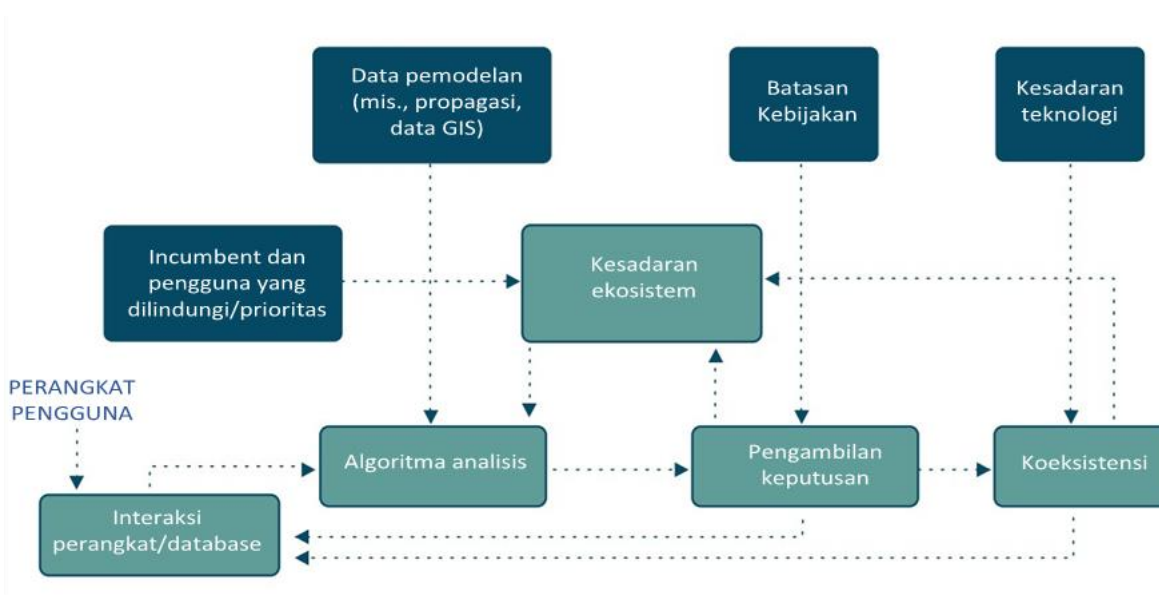 Data pemodelan
(mis., propagasi,
data GIS)
Batasan
Kebijakan
Kesadaran
teknologi
Incumbent dan
pengguna yang
dilindungi/prioritas
Kesadaran
ekosistem
PERANGKAT
PENGGUNA
Algoritma analisis
Pengambilan
keputusan
Koeksistensi
Interaksi
perangkat/database